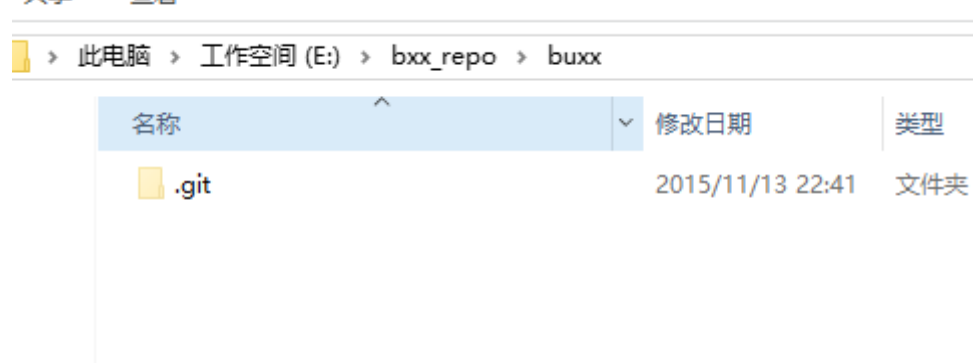 此电脑 > 工作空间 (E:) > bxx_repo > buxx
名称 修改日期 类型
.git 2015/11/13 22:41 文件夹